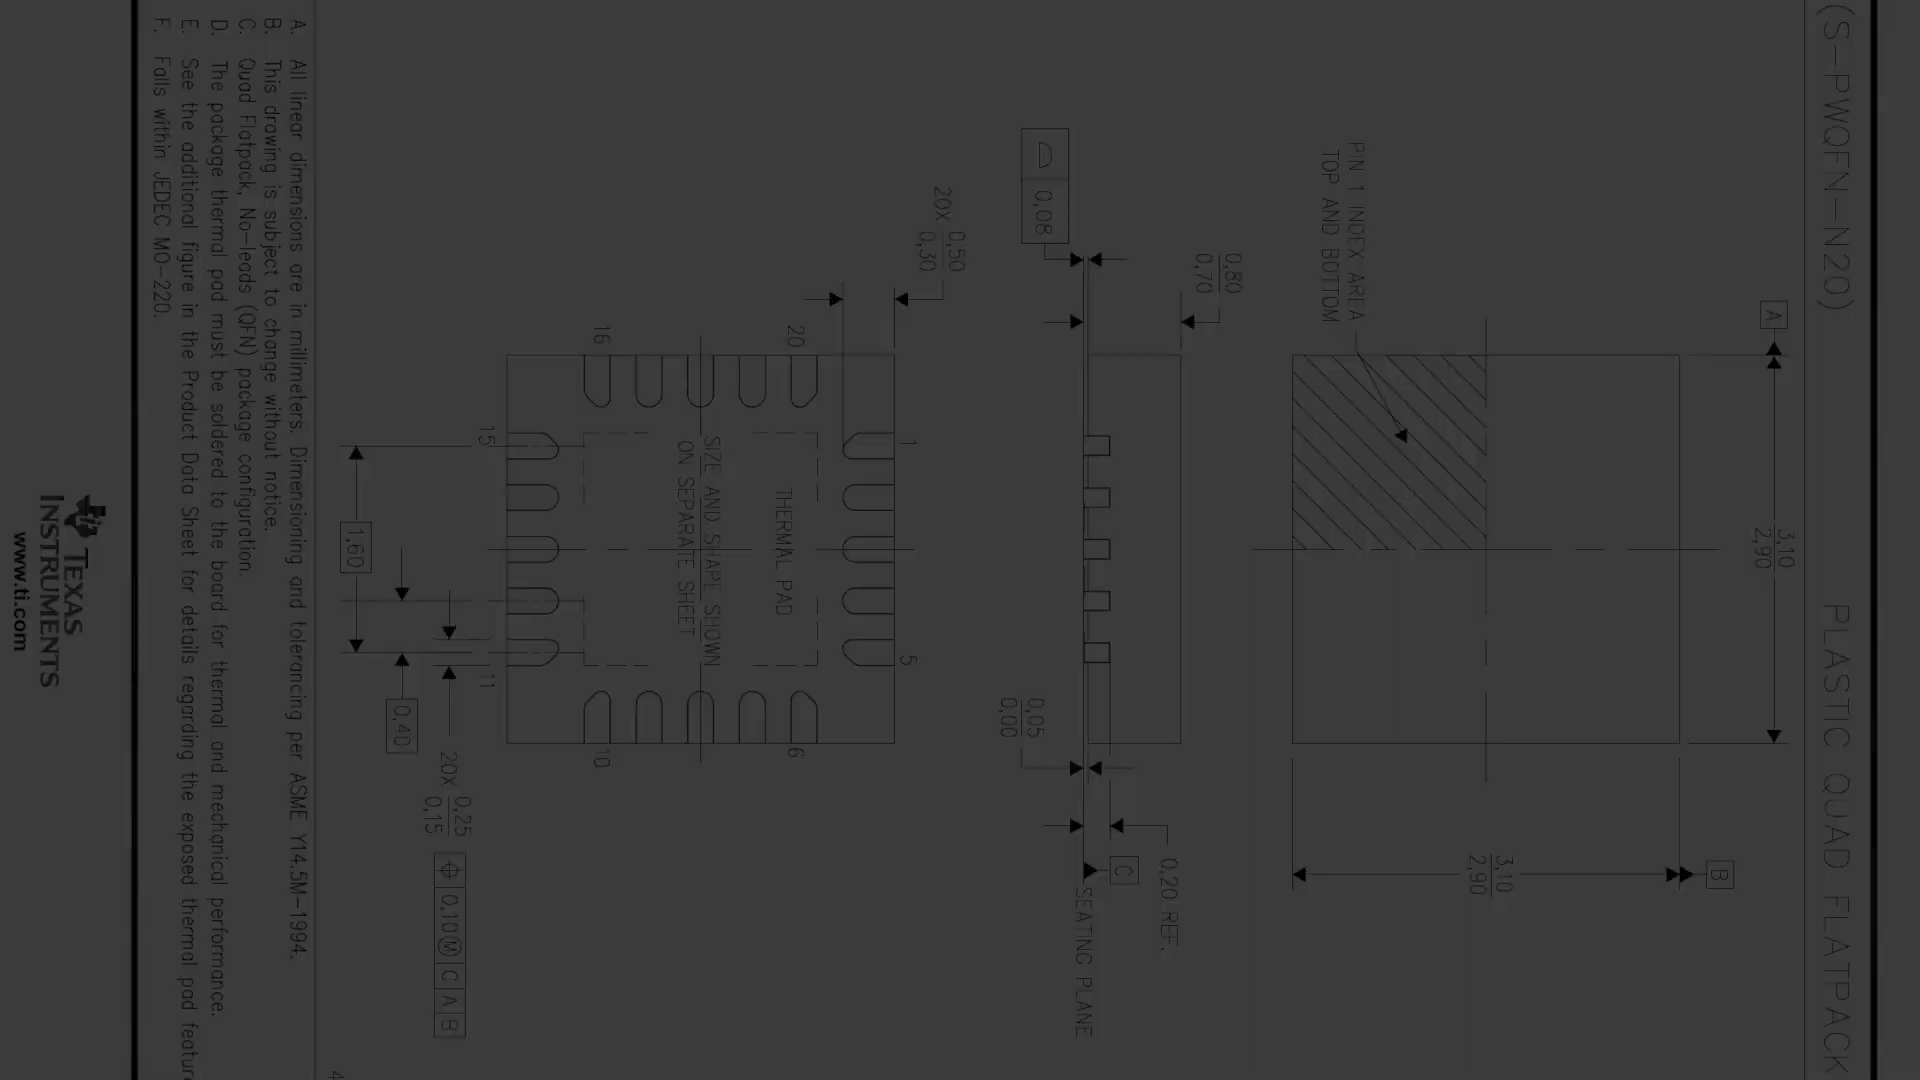 (S-PWQFN-N20)
PLASTIC QUAD FLATPACK
A
3,10
2,90
B
3,10
2,90
PIN 1 INDEX AREA
TOP AND BOTTOM
0,80
0,70
0,20 REF.
C
SEATING PLANE
0,08
0,05
0,00
20X 0,50
0,30
1
5
20
6
THERMAL PAD
SIZE AND SHAPE SHOWN
ON SEPARATE SHEET
16
10
15
11
20X 0,25
0,15
0,10 Ⓜ C A B
0,40
1,60
4
A. All linear dimensions are in millimeters. Dimensioning and tolerancing per ASME Y14.5M-1994.
B. This drawing is subject to change without notice.
C. Quad Flatpack, No-leads (QFN) package configuration.
D. The package thermal pad must be soldered to the board for thermal and mechanical performance.
E. See the additional figure in the Product Data Sheet for details regarding the exposed thermal pad featur
F. Falls within JEDEC MO-220.
TEXAS
INSTRUMENTS
www.ti.com